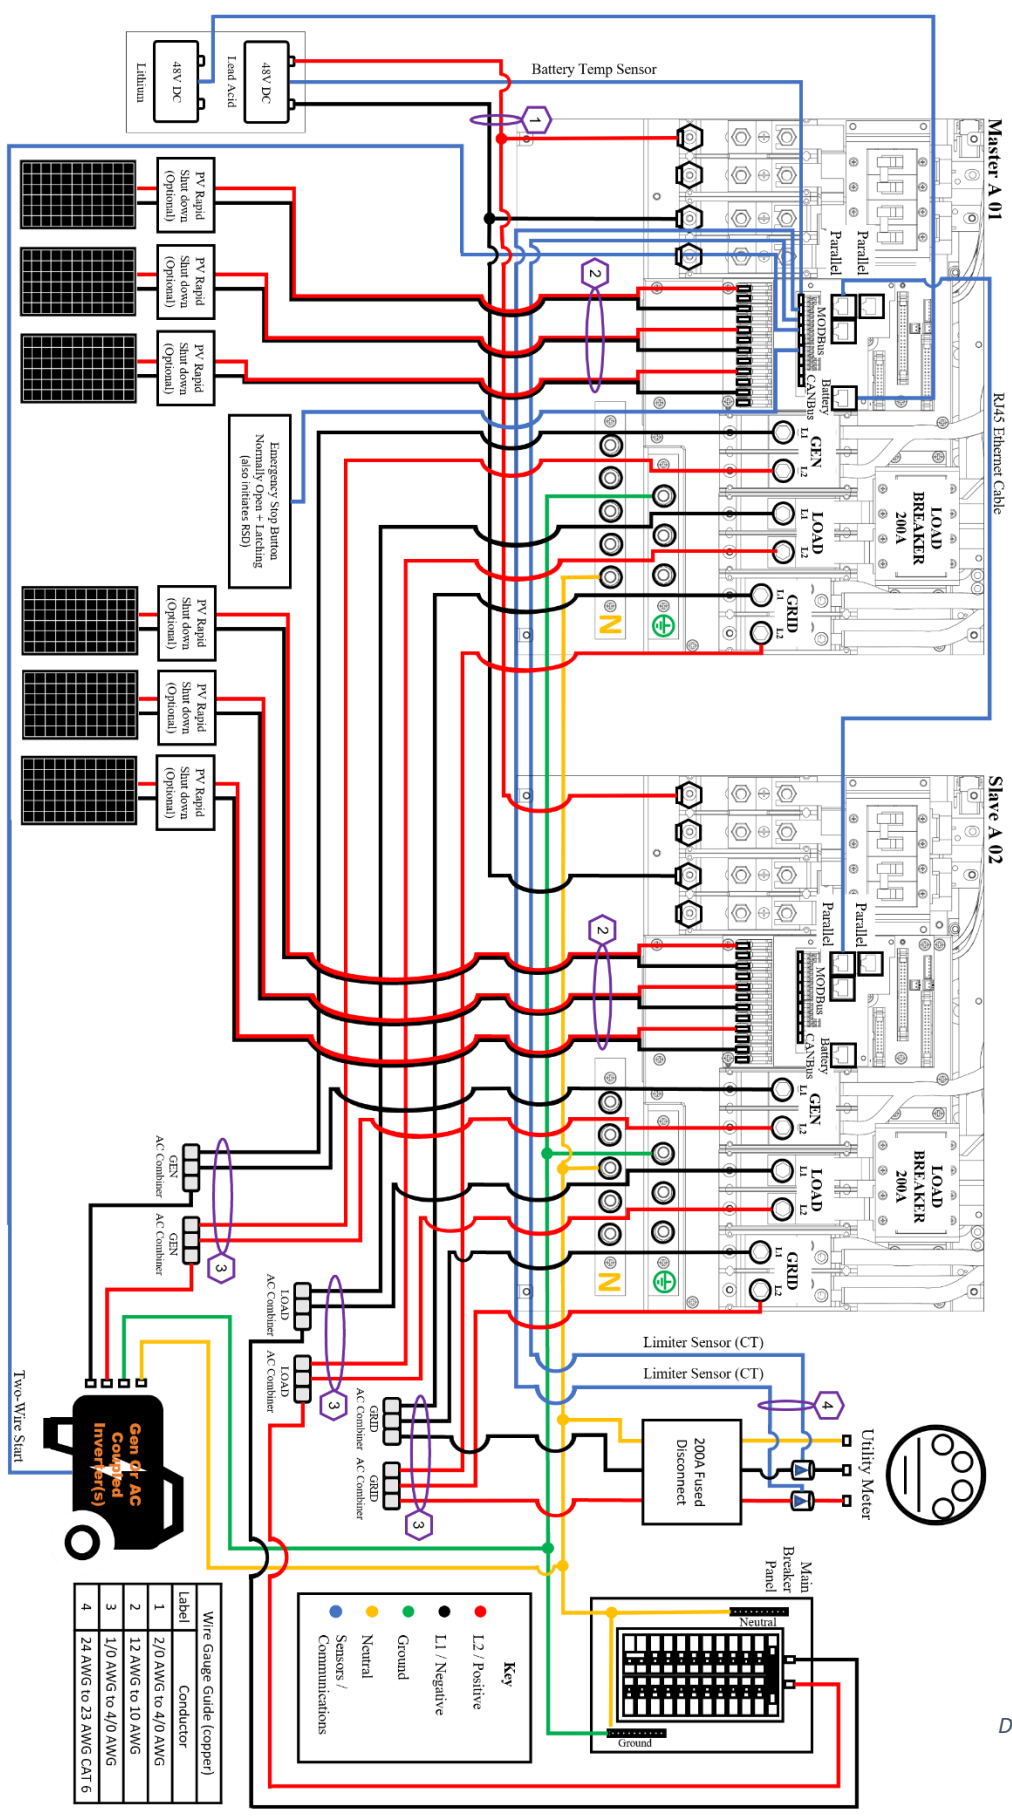 Master A 01
Battery Temp Sensor
48V DC
Lithium
48V DC
Lead Acid
1
Parallel
Parallel
MODBus
CANBus
Battery
RJ45 Ethernet Cable
PV Rapid
Shut down
(Optional)
PV Rapid
Shut down
(Optional)
PV Rapid
Shut down
(Optional)
2
Emergency Stop Button
Normally Open + Latching
(also initiates RSD)
GEN
L1
L2
LOAD
L1
L2
GRID
L1
L2
LOAD
BREAKER
200A
N
PV Rapid
Shut down
(Optional)
PV Rapid
Shut down
(Optional)
PV Rapid
Shut down
(Optional)
Slave A 02
Parallel
Parallel
MODBus
CANBus
Battery
2
GEN
L1
L2
LOAD
L1
L2
GRID
L1
L2
LOAD
BREAKER
200A
N
GEN
AC Combiner
GEN
AC Combiner
3
LOAD
AC Combiner
LOAD
AC Combiner
3
GRID
AC Combiner
GRID
AC Combiner
3
Limiter Sensor (CT)
Limiter Sensor (CT)
4
Utility Meter
200A Fused
Disconnect
Two-Wire Start
Gen Or AC
Coupled
Inverter(s)
Main
Breaker
Panel
Neutral
Ground
Key
L2 / Positive
L1 / Negative
Ground
Neutral
Sensors /
Communications
Wire Gauge Guide (copper)
Label Conductor
1 2/0 AWG to 4/0 AWG
2 12 AWG to 10 AWG
3 1/0 AWG to 4/0 AWG
4 24 AWG to 23 AWG CAT 6
D